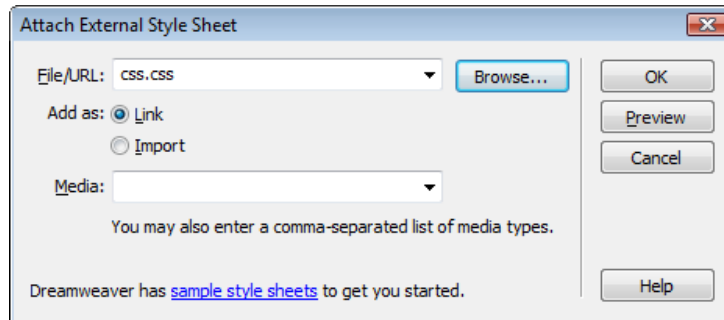 Attach External Style Sheet
File/URL: css.css Browse... OK
Add as: Link Preview
Import Cancel
Media:
You may also enter a comma-separated list of media types.
Dreamweaver has sample style sheets to get you started. Help